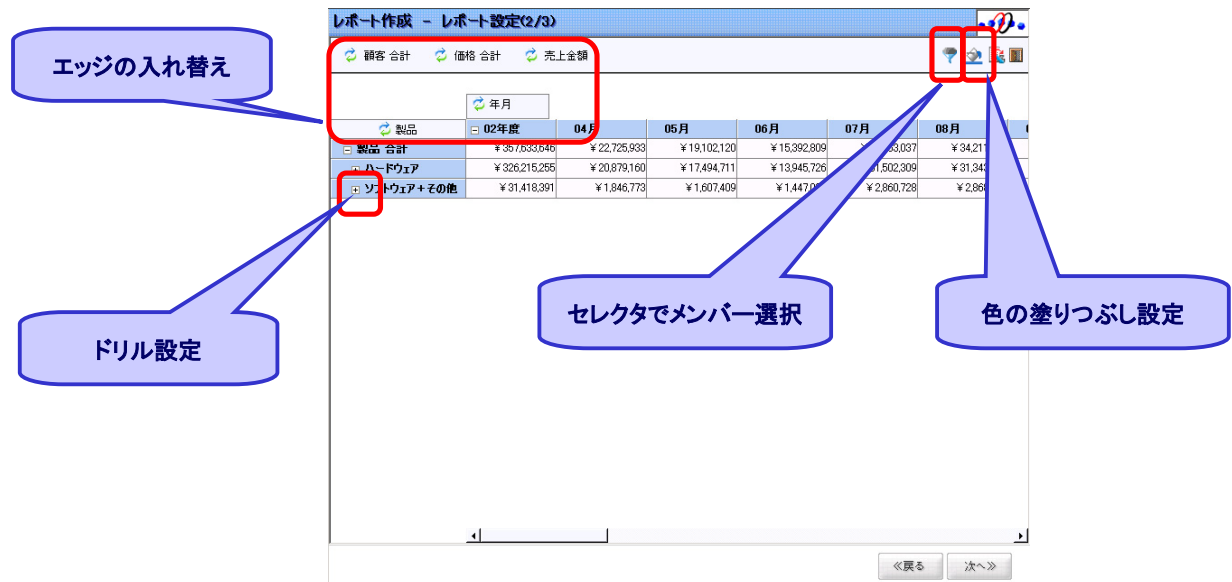 レポート作成 - レポート設定(2/3)
エッジの入れ替え
顧客 合計 価格 合計 売上金額
年月
製品 02年度 04月 05月 06月 07月 08月
製品 合計 ¥357,633,646 ¥22,725,933 ¥19,102,120 ¥15,392,809 ¥34,211
ハードウェア ¥326,215,255 ¥20,879,160 ¥17,494,711 ¥13,945,726 ¥31,343
ソフトウェア+その他 ¥31,418,391 ¥1,846,773 ¥1,607,409 ¥2,860,728
ドリル設定
セレクタでメンバー選択
色の塗りつぶし設定
≪戻る 次へ≫